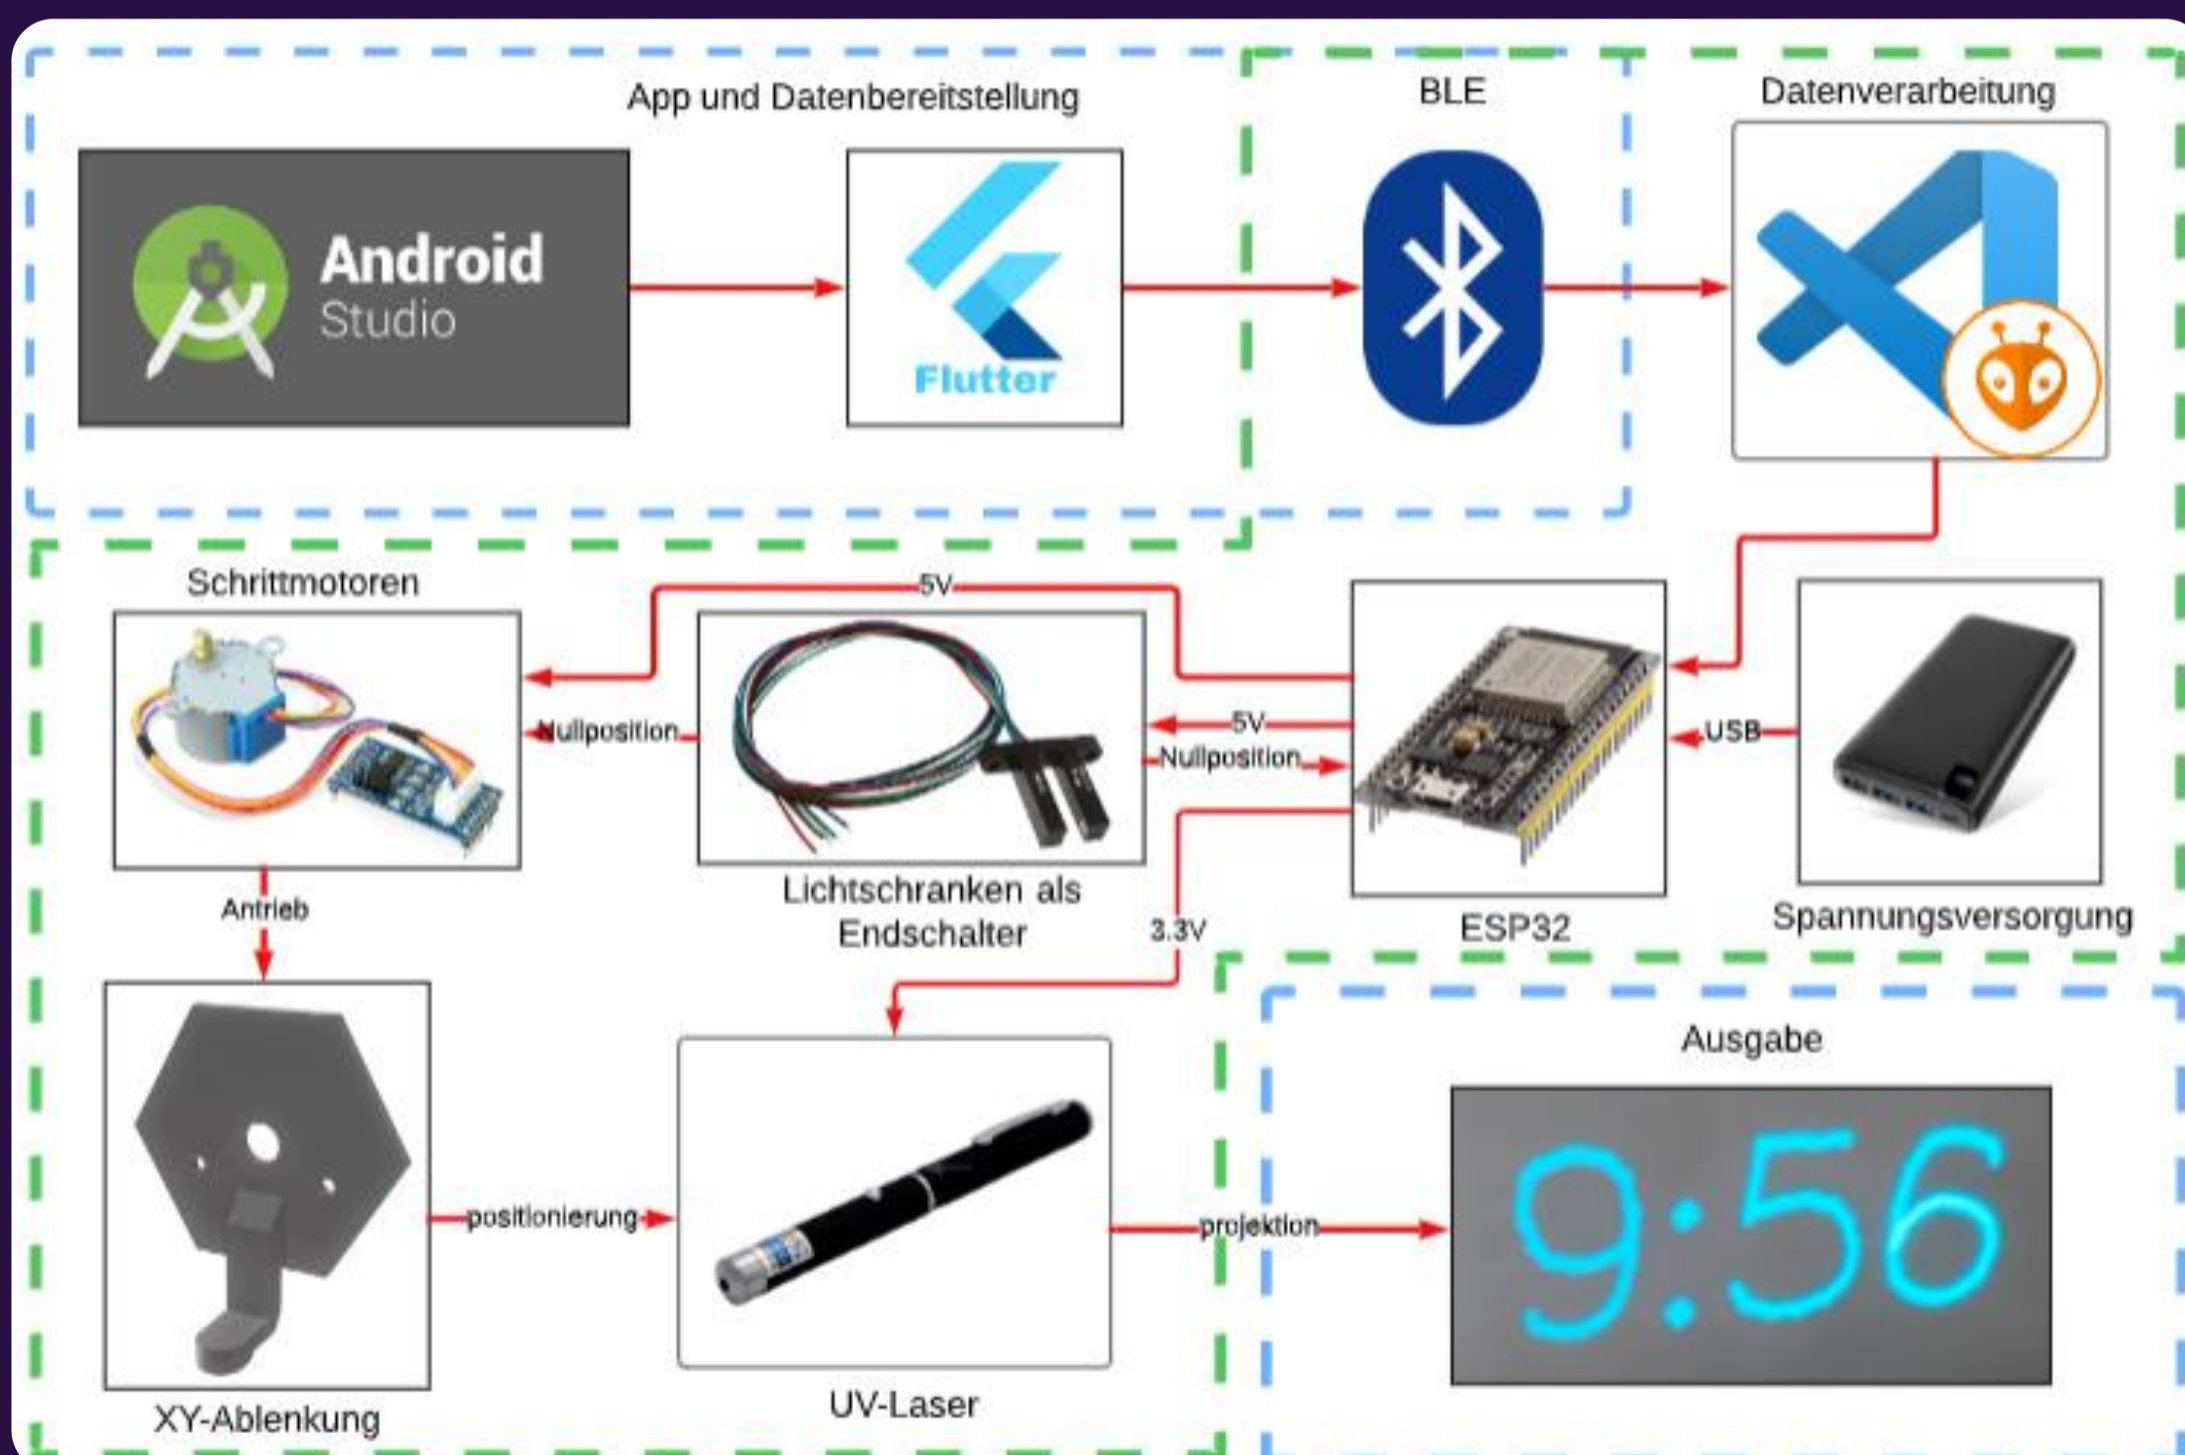 App und Datenbereitstellung
BLE
Datenverarbeitung
Android
Studio
Flutter
Schrittmotoren
5V
Nullposition
5V
Nullposition
USB
Lichtschranken als
Endschalter
ESP32
Spannungsversorgung
Antrieb
3.3V
Ausgabe
9:56
positionierung
projektion
XY-Ablenkung
UV-Laser